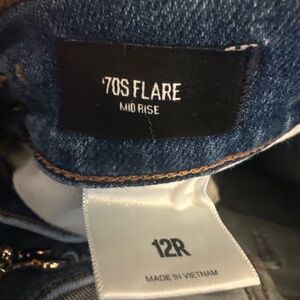 '70S FLARE
MID RISE
12R
MADE IN VIETNAM